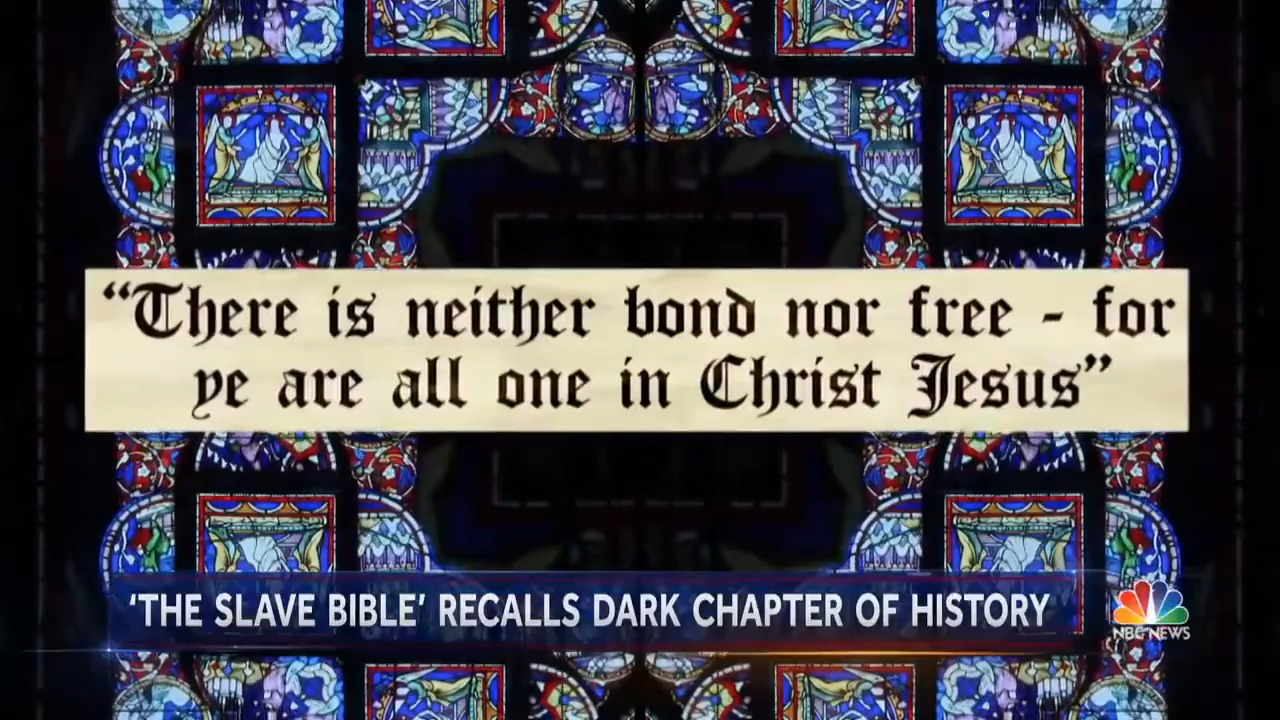 “There is neither bond nor free - for
ye are all one in Christ Jesus”
‘THE SLAVE BIBLE’ RECALLS DARK CHAPTER OF HISTORY
NBC NEWS